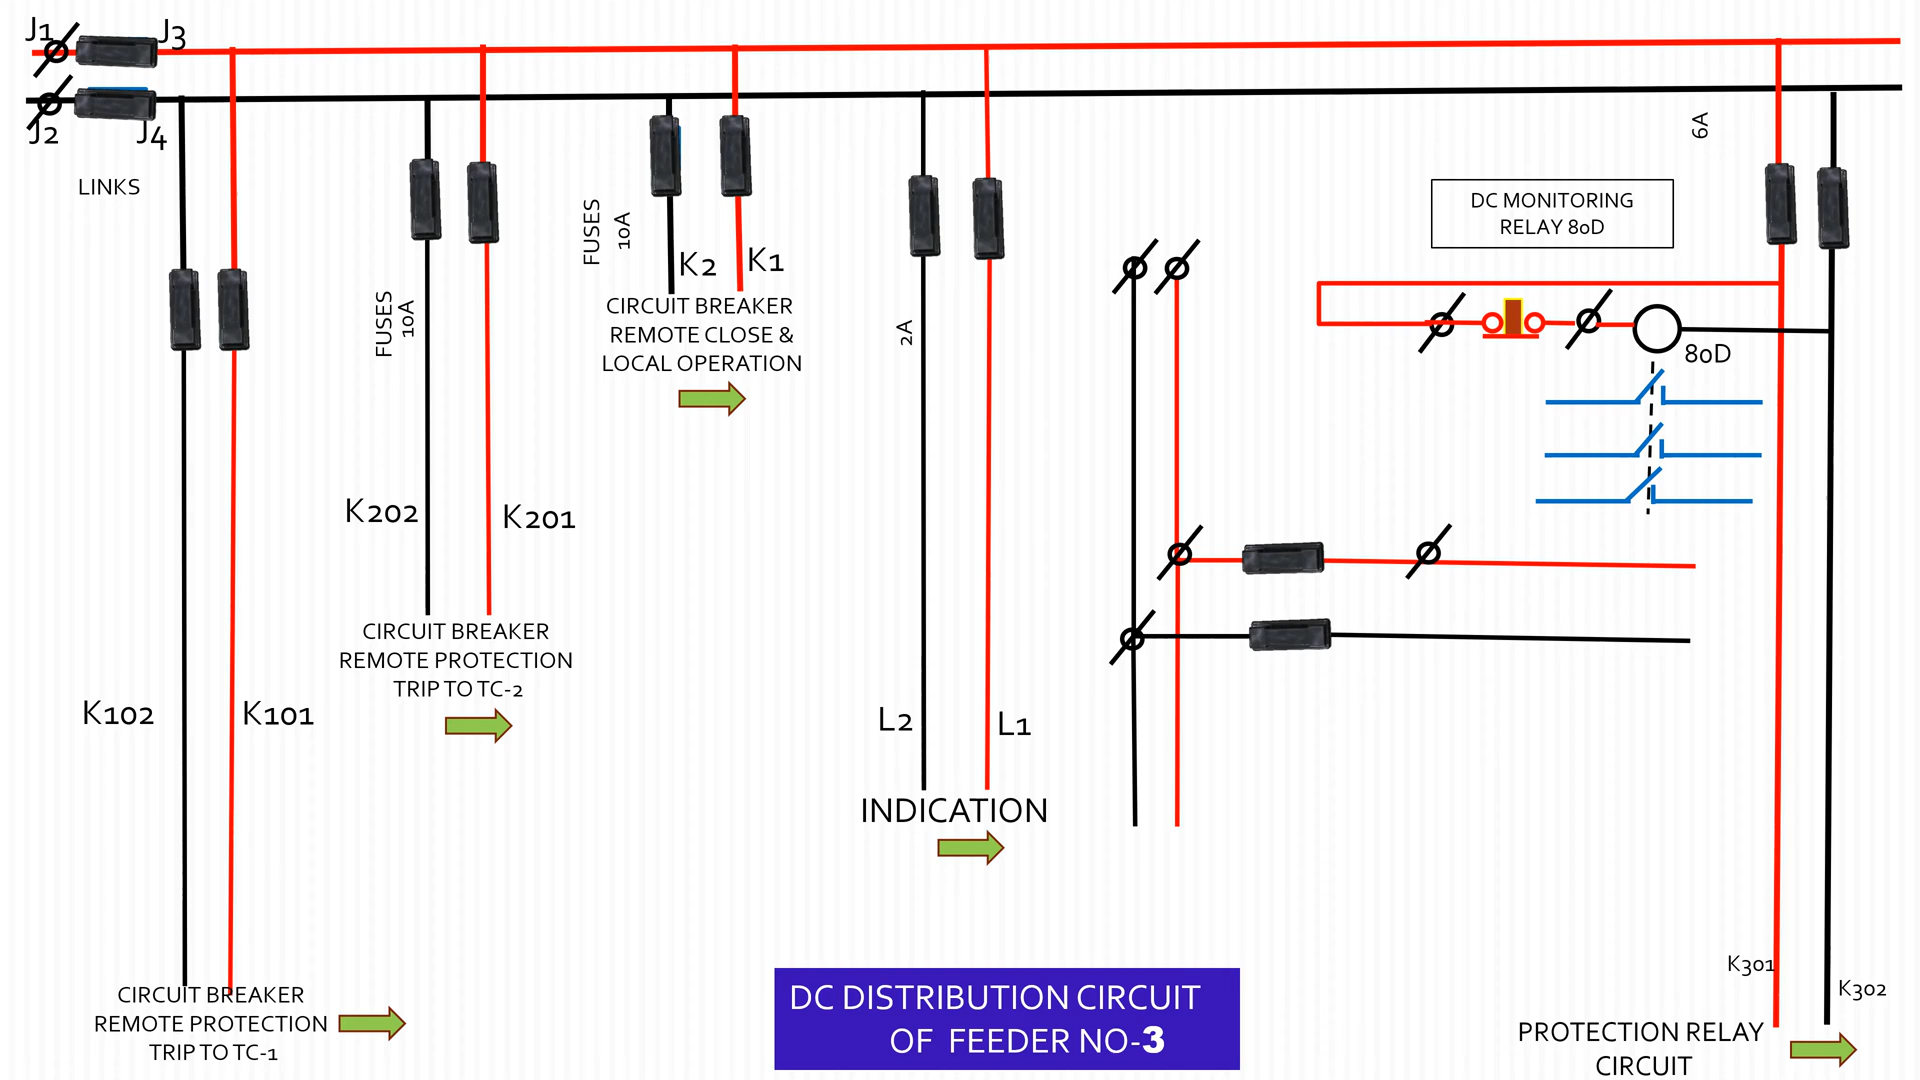 J1
J3
J2
J4
LINKS
6A
DC MONITORING
RELAY 80D
FUSES
10A
K2
K1
CIRCUIT BREAKER
REMOTE CLOSE &
LOCAL OPERATION
FUSES
10A
2A
80D
K202
K201
CIRCUIT BREAKER
REMOTE PROTECTION
TRIP TO TC-2
K102
K101
L2
L1
INDICATION
K301
K302
CIRCUIT BREAKER
REMOTE PROTECTION
TRIP TO TC-1
DC DISTRIBUTION CIRCUIT
OF FEEDER NO-3
PROTECTION RELAY
CIRCUIT